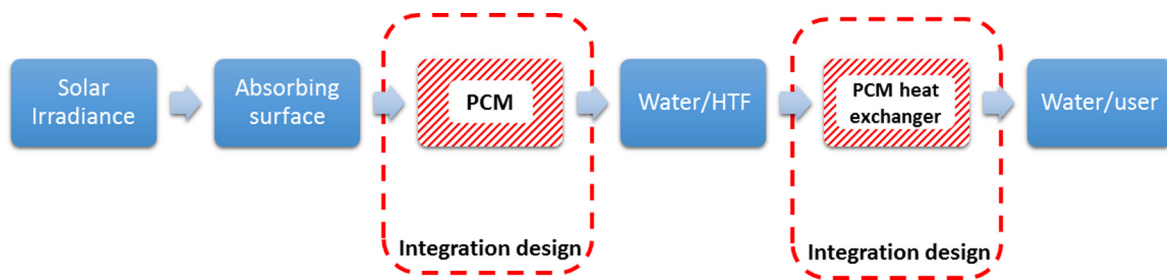 Solar
Irradiance
Absorbing
surface
PCM
Water/HTF
PCM heat
exchanger
Water/user
Integration design
Integration design